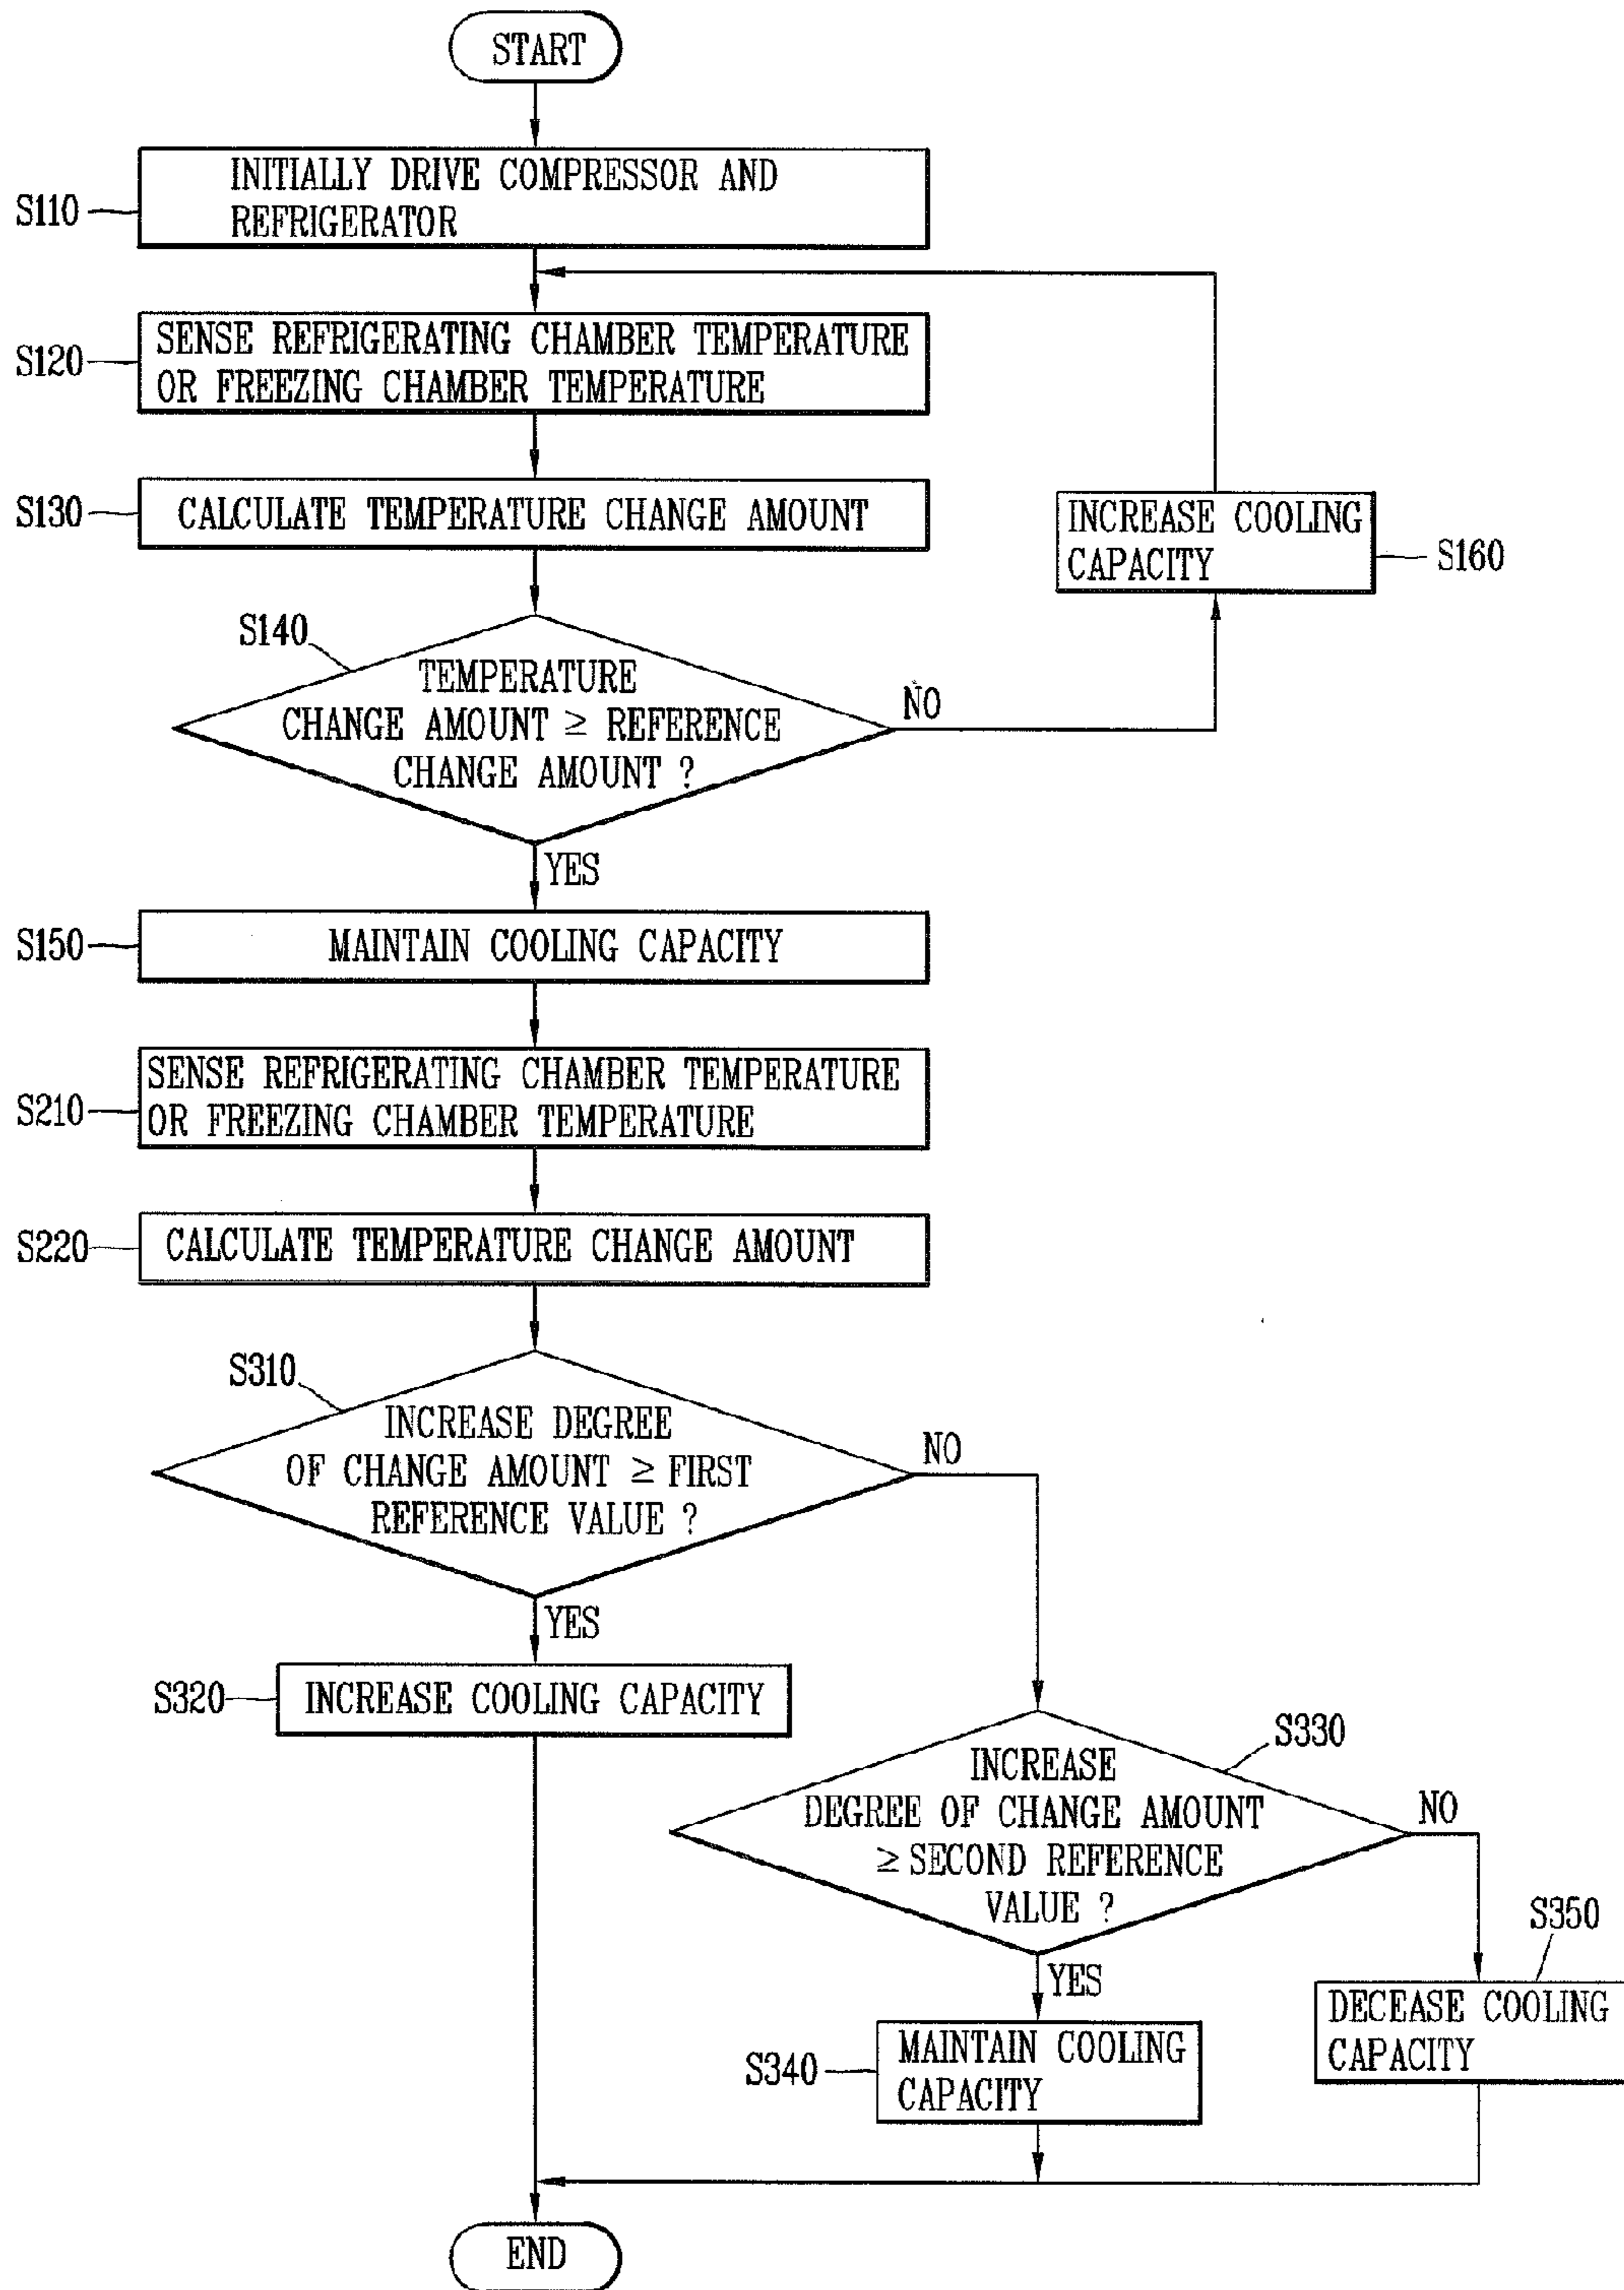 START
INITIALLY DRIVE COMPRESSOR AND
REFRIGERATOR
S110
SENSE REFRIGERATING CHAMBER TEMPERATURE
OR FREEZING CHAMBER TEMPERATURE
S120
CALCULATE TEMPERATURE CHANGE AMOUNT
S130
INCREASE COOLING
CAPACITY
S160
S140
TEMPERATURE
CHANGE AMOUNT ≥ REFERENCE
CHANGE AMOUNT ?
NO
YES
S150
MAINTAIN COOLING CAPACITY
SENSE REFRIGERATING CHAMBER TEMPERATURE
OR FREEZING CHAMBER TEMPERATURE
S210
S220
CALCULATE TEMPERATURE CHANGE AMOUNT
S310
INCREASE DEGREE
OF CHANGE AMOUNT ≥ FIRST
REFERENCE VALUE ?
NO
YES
S320
INCREASE COOLING CAPACITY
S330
INCREASE
DEGREE OF CHANGE AMOUNT
≥ SECOND REFERENCE
VALUE ?
NO
YES
S350
DECEASE COOLING
CAPACITY
S340
MAINTAIN COOLING
CAPACITY
END